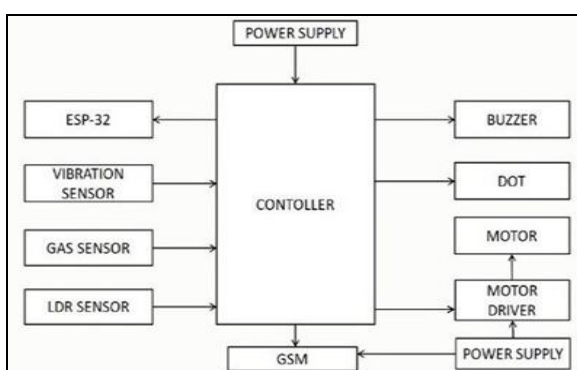 POWER SUPPLY
ESP-32
BUZZER
VIBRATION
SENSOR
DOT
CONTOLLER
GAS SENSOR
MOTOR
LDR SENSOR
MOTOR
DRIVER
GSM
POWER SUPPLY